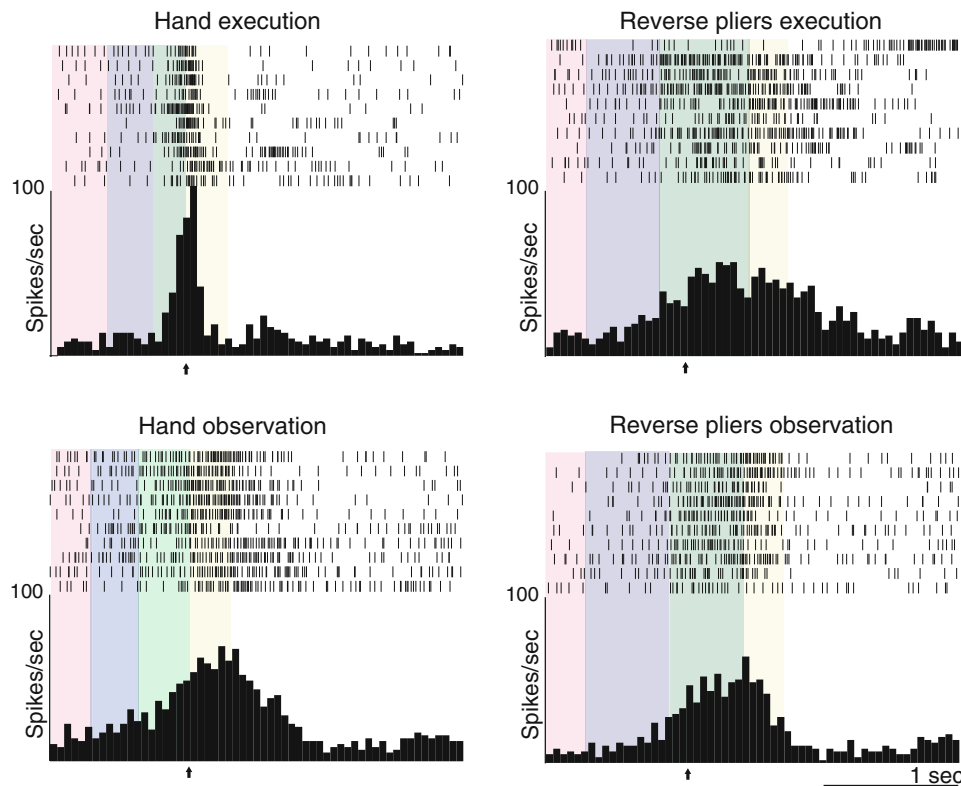 Hand execution
Reverse pliers execution
100
Spikes/sec
100
Spikes/sec
Hand observation
Reverse pliers observation
100
Spikes/sec
100
Spikes/sec
1 sec